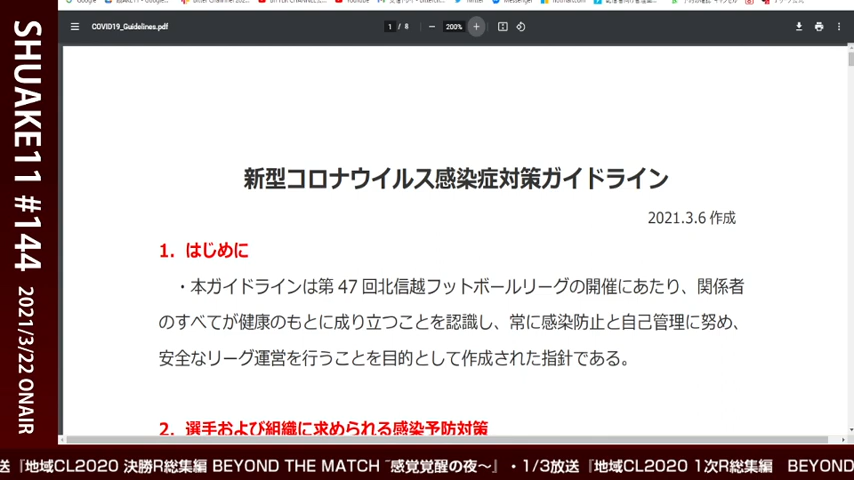 SHUAKE11 #144 2021/3/22 ONAIR
COVID19_Guidelines.pdf
1 / 8
200%
新型コロナウイルス感染症対策ガイドライン
2021.3.6 作成
1. はじめに
・本ガイドラインは第 47 回北信越フットボールリーグの開催にあたり、関係者
のすべてが健康のもとに成り立つことを認識し、常に感染防止と自己管理に努め、
安全なリーグ運営を行うことを目的として作成された指針である。
2. 選手および組織に求められる感染予防対策
送『地域CL2020 決勝R総集編 BEYOND THE MATCH ~感覚覚醒の夜～』・1/3放送『地域CL2020 1次R総集編 BEYOND